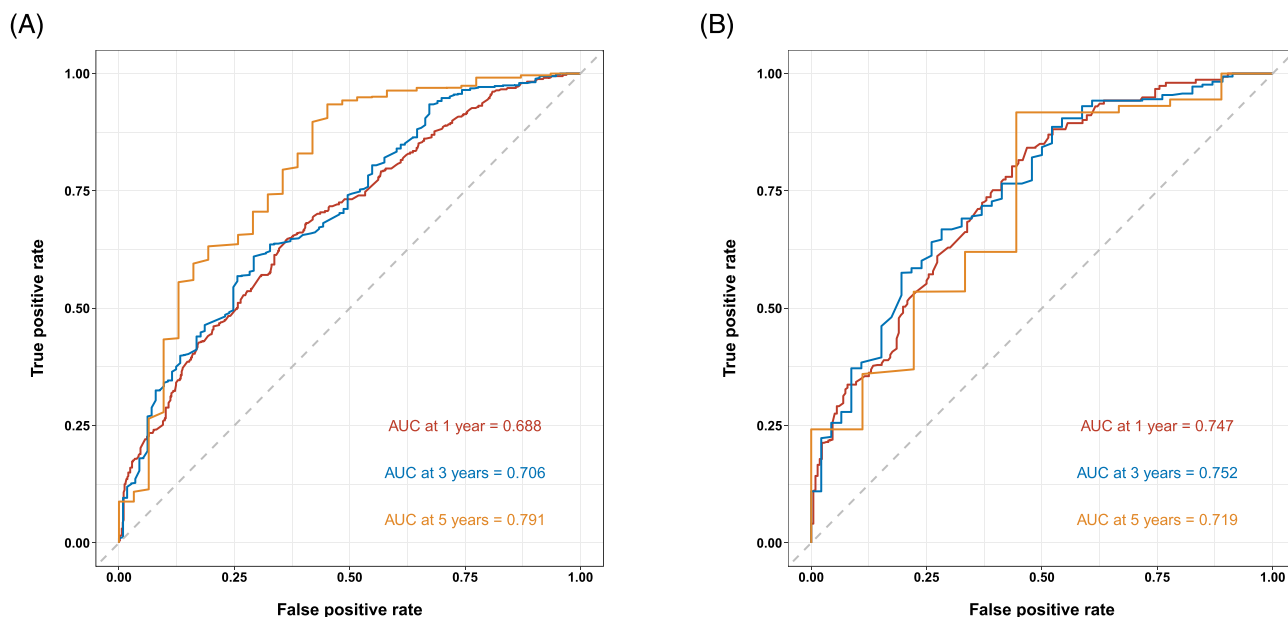 (A)
1.00
0.75
0.50
0.25
0.00
True positive rate
AUC at 1 year = 0.688
AUC at 3 years = 0.706
AUC at 5 years = 0.791
0.00 0.25 0.50 0.75 1.00
False positive rate
(B)
1.00
0.75
0.50
0.25
0.00
True positive rate
AUC at 1 year = 0.747
AUC at 3 years = 0.752
AUC at 5 years = 0.719
0.00 0.25 0.50 0.75 1.00
False positive rate